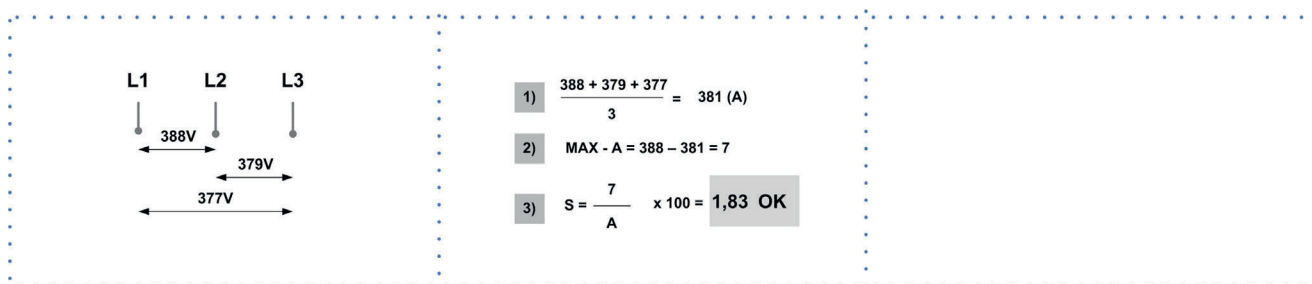 L1 L2 L3
388V
379V
377V
1) 388 + 379 + 377
3
= 381 (A)
2) MAX - A = 388 – 381 = 7
3) S = 7
A
x 100 = 1,83 OK